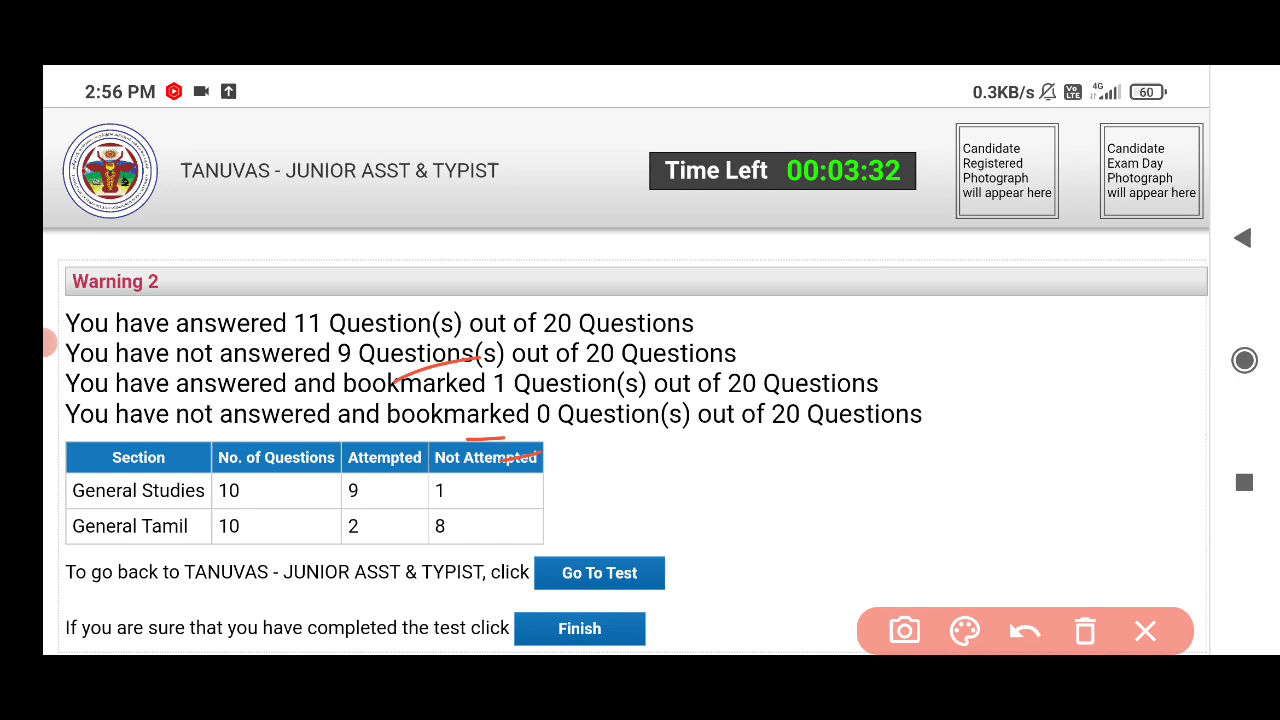 2:56 PM
0.3KB/s Vo LTE 4G 60
TANUVAS - JUNIOR ASST & TYPIST
Time Left 00:03:32
Candidate
Registered
Photograph
will appear here
Candidate
Exam Day
Photograph
will appear here
Warning 2
You have answered 11 Question(s) out of 20 Questions
You have not answered 9 Questions(s) out of 20 Questions
You have answered and bookmarked 1 Question(s) out of 20 Questions
You have not answered and bookmarked 0 Question(s) out of 20 Questions
Section No. of Questions Attempted Not Attempted
General Studies 10 9 1
General Tamil 10 2 8
To go back to TANUVAS - JUNIOR ASST & TYPIST, click Go To Test
If you are sure that you have completed the test click Finish